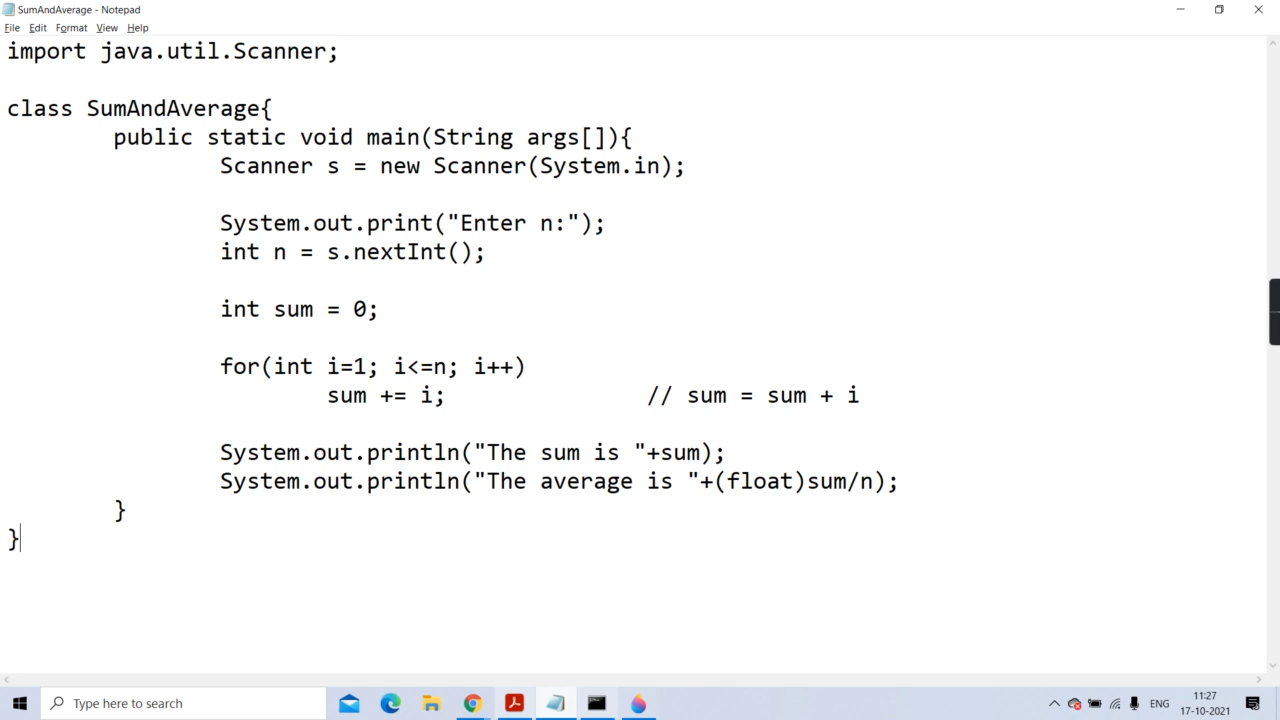 SumAndAverage - Notepad
File Edit Format View Help
import java.util.Scanner;
class SumAndAverage{
public static void main(String args[]){
Scanner s = new Scanner(System.in);
System.out.print("Enter n:");
int n = s.nextInt();
int sum = 0;
for(int i=1; i<=n; i++)
sum += i; // sum = sum + i
System.out.println("The sum is "+sum);
System.out.println("The average is "+(float)sum/n);
}
}
Type here to search
ENG
11:27
17-10-2021